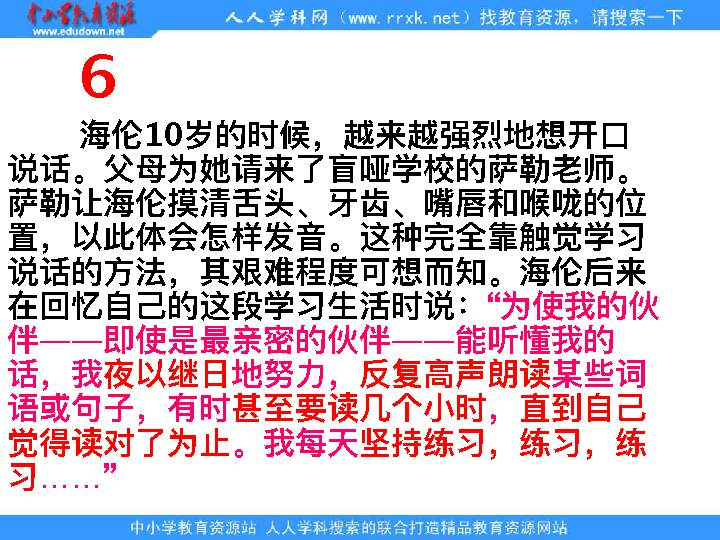 中小学教育资源
www.edudown.net
人人学科网（www.rrxk.net）找教育资源，请搜索一下
6
海伦10岁的时候，越来越强烈地想开口
说话。父母为她请来了盲哑学校的萨勒老师。
萨勒让海伦摸清舌头、牙齿、嘴唇和喉咙的位
置，以此体会怎样发音。这种完全靠触觉学习
说话的方法，其艰难程度可想而知。海伦后来
在回忆自己的这段学习生活时说：“为使我的伙
伴——即使是最亲密的伙伴——能听懂我的
话，我夜以继日地努力，反复高声朗读某些词
语或句子，有时甚至要读几个小时，直到自己
觉得读对了为止。我每天坚持练习，练习，练
习……”
中小学教育资源站 人人学科搜索的联合打造精品教育资源网站